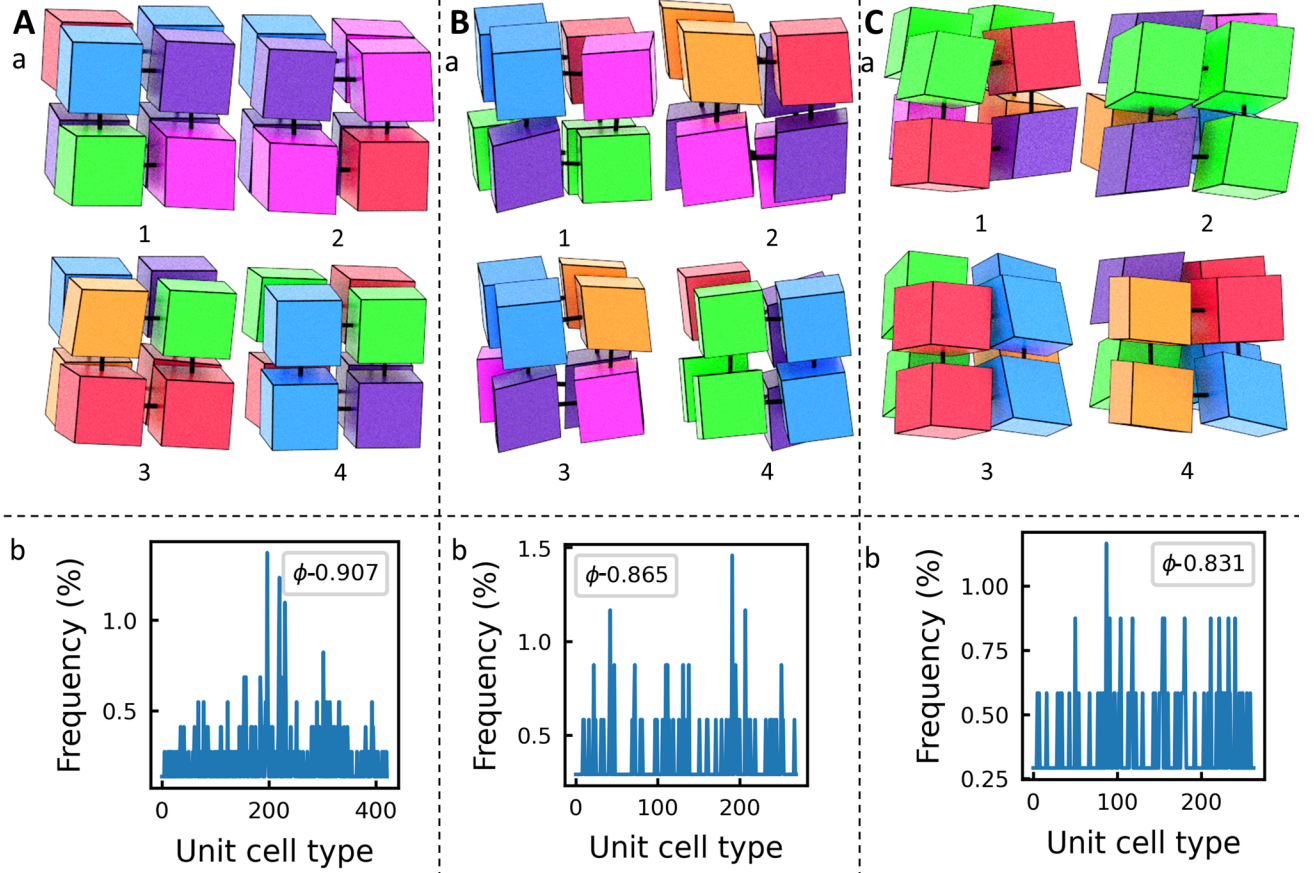 A
a
1
2
3
4
b
Frequency (%)
1.0
0.5
ϕ-0.907
0
200
400
Unit cell type
B
a
1
2
3
4
b
Frequency (%)
1.5
1.0
0.5
ϕ-0.865
0
100
200
Unit cell type
C
a
1
2
3
4
b
Frequency (%)
1.00
0.75
0.50
0.25
ϕ-0.831
0
100
200
Unit cell type